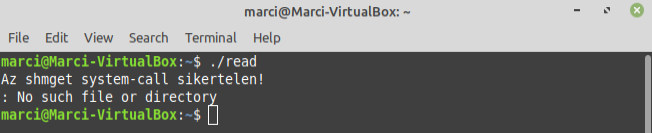 marci@Marci-VirtualBox: ~
File Edit View Search Terminal Help
marci@Marci-VirtualBox:~$ ./read
Az shmget system-call sikertelen!
: No such file or directory
marci@Marci-VirtualBox:~$